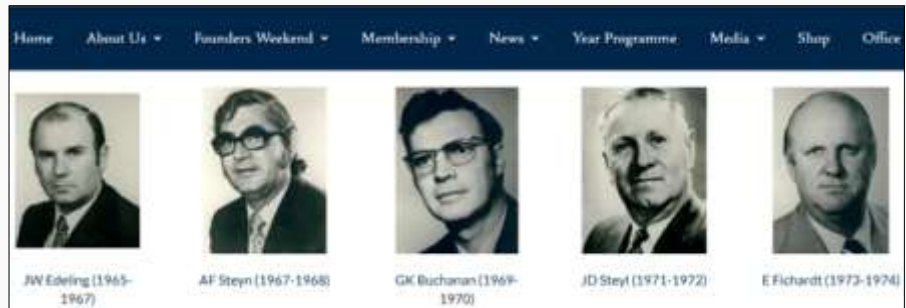 Home About Us Founders Weekend Membership News Year Programme Media Shop Office
JW Edeling (1965-
1967)
AF Steyn (1967-1968)
GK Buchanan (1969-
1970)
JD Steyl (1971-1972)
E Fichardt (1973-1974)